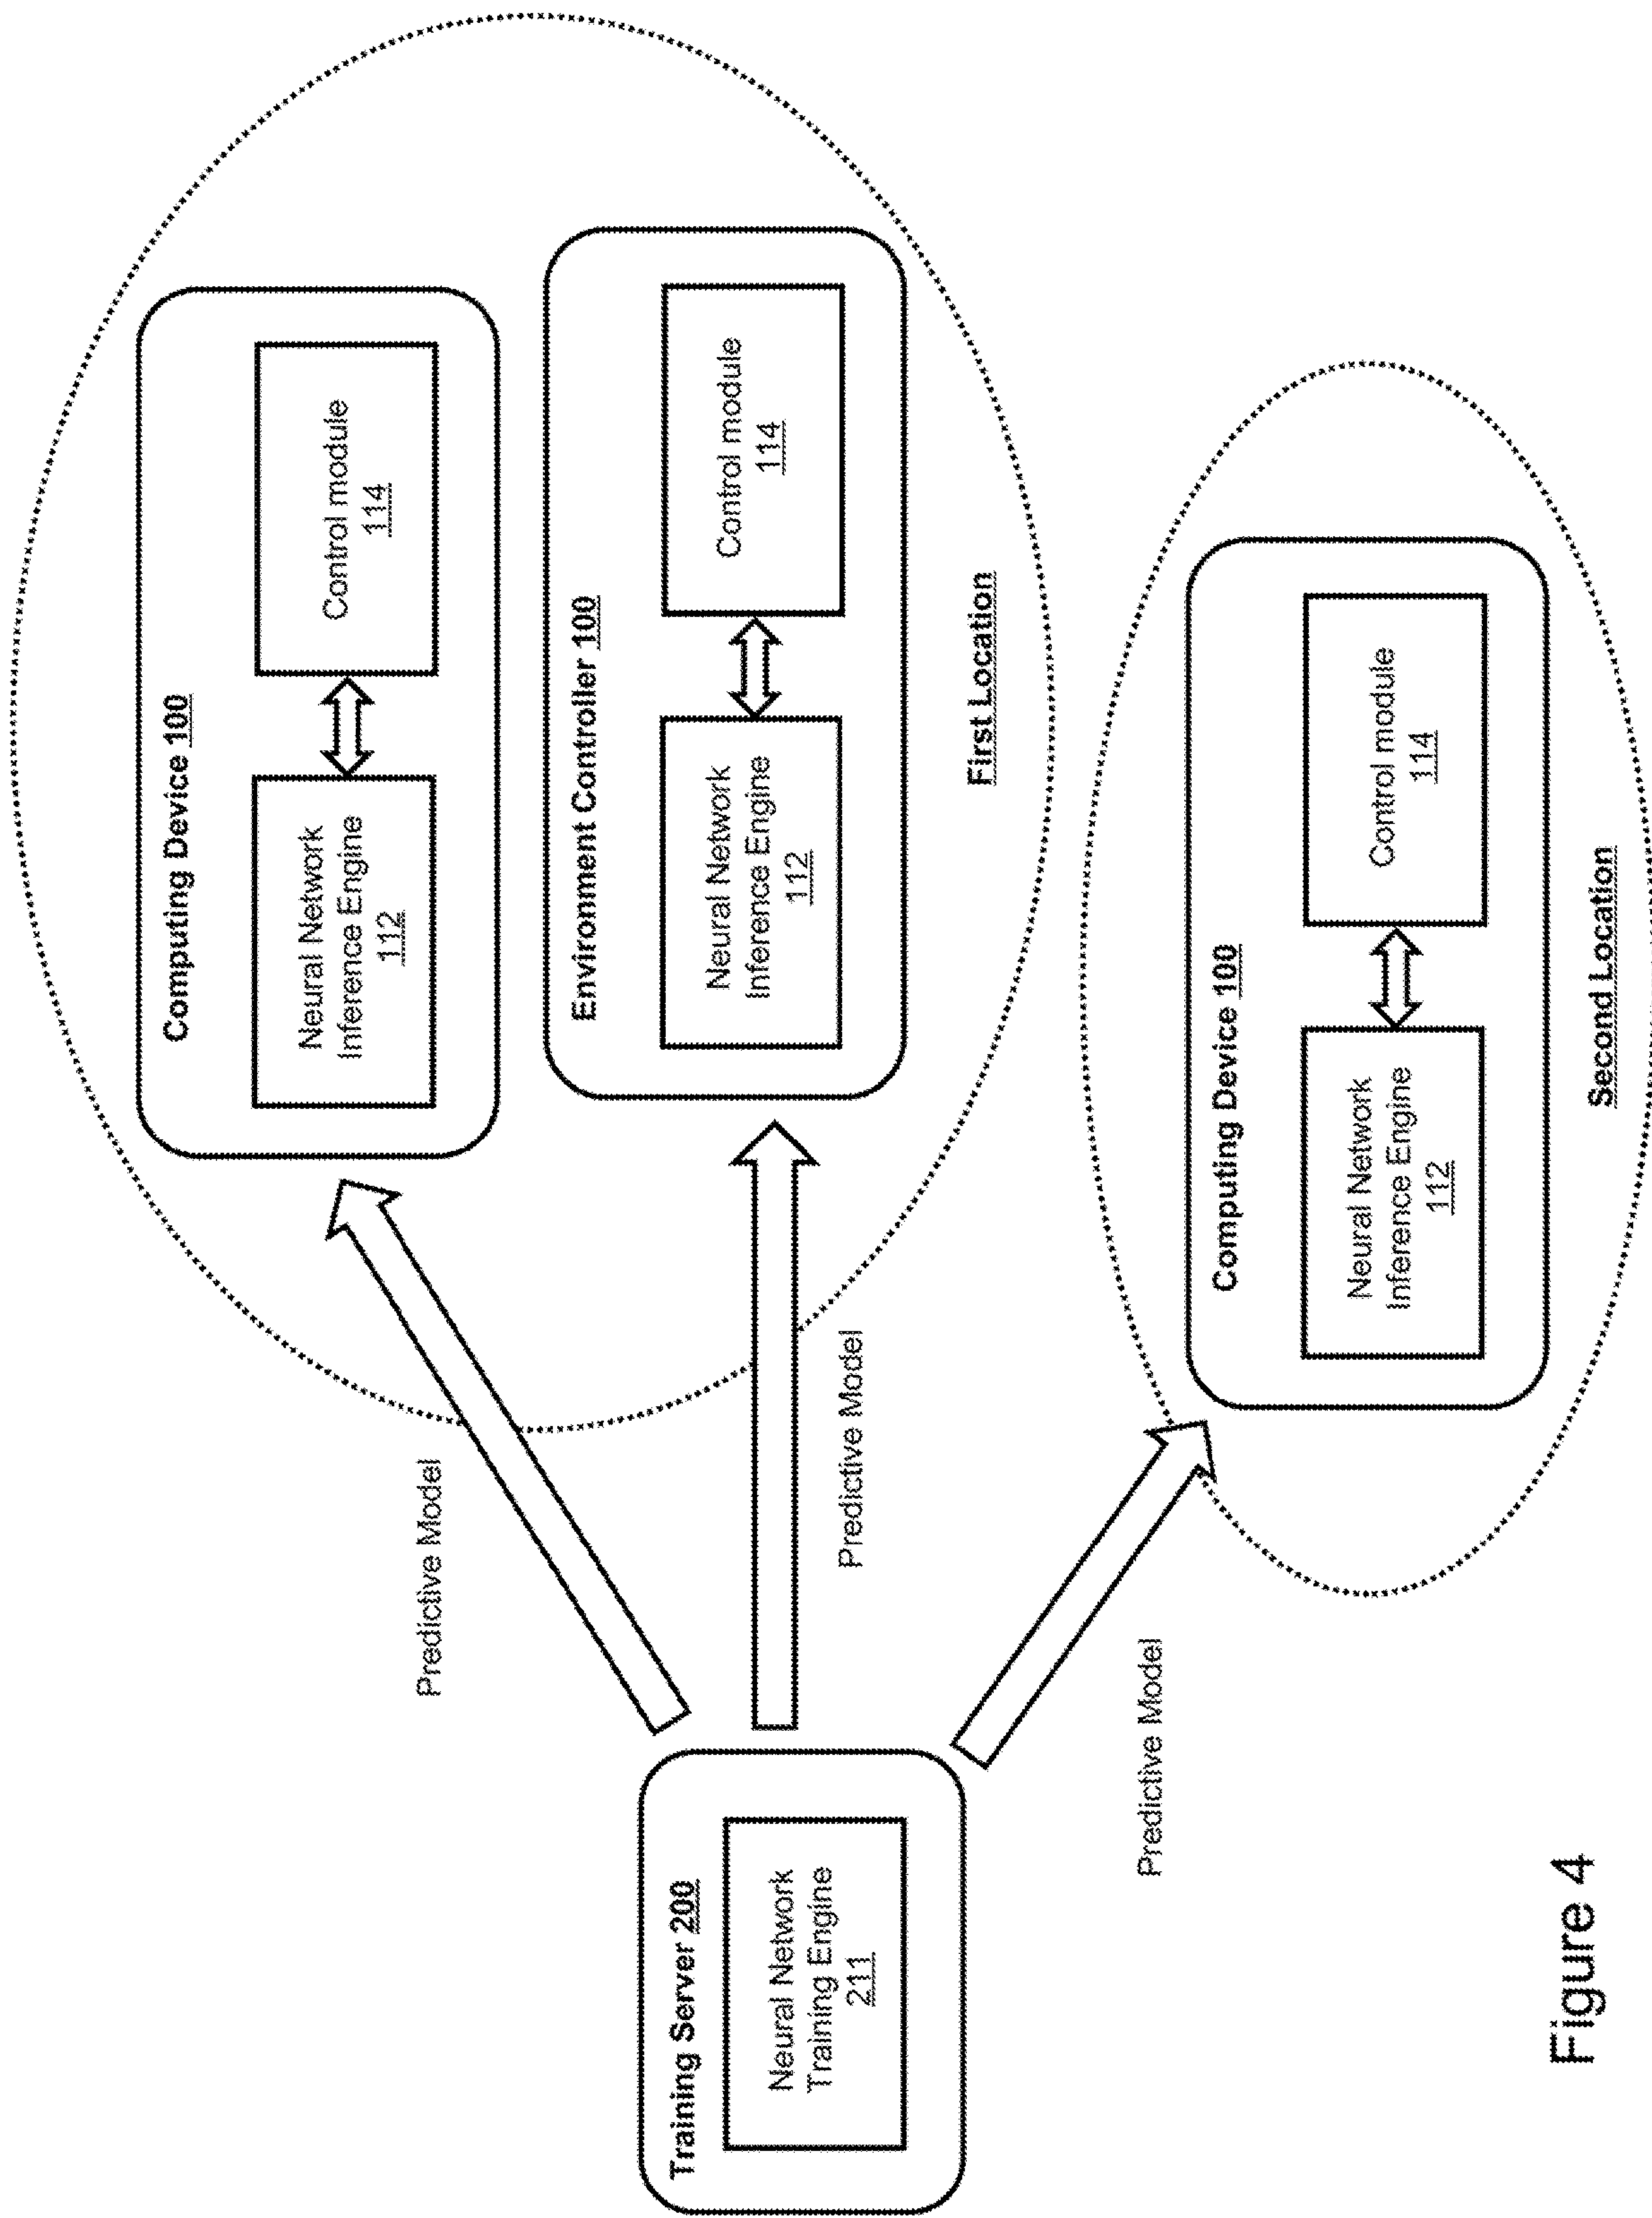 Training Server 200
Neural Network
Training Engine
211
Predictive Model
Predictive Model
Predictive Model
Computing Device 100
Neural Network
Inference Engine
112
Control module
114
Environment Controller 100
Neural Network
Inference Engine
112
Control module
114
First Location
Computing Device 100
Neural Network
Inference Engine
112
Control module
114
Second Location
Figure 4